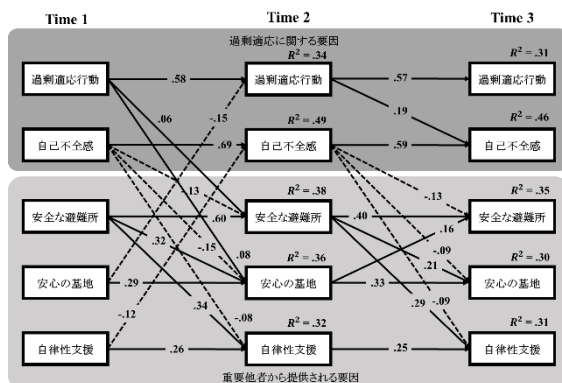 Time 1
Time 2
Time 3
過剰適応に関する要因
R² = .34
R² = .31
過剰適応行動
.58
過剰適応行動
.57
過剰適応行動
-.15
.06
.19
R² = .49
R² = .46
自己不全感
.69
自己不全感
.59
自己不全感
-.13
R² = .38
-.13
R² = .35
安全な避難所
.60
安全な避難所
.40
安全な避難所
.32
.16
-.15
R² = .36
-.09
R² = .30
.08
.21
安心の基地
.29
安心の基地
.33
安心の基地
-.12
.34
.29
-.09
-.08
R² = .32
R² = .31
自律性支援
.26
自律性支援
.25
自律性支援
重要他者から提供される要因